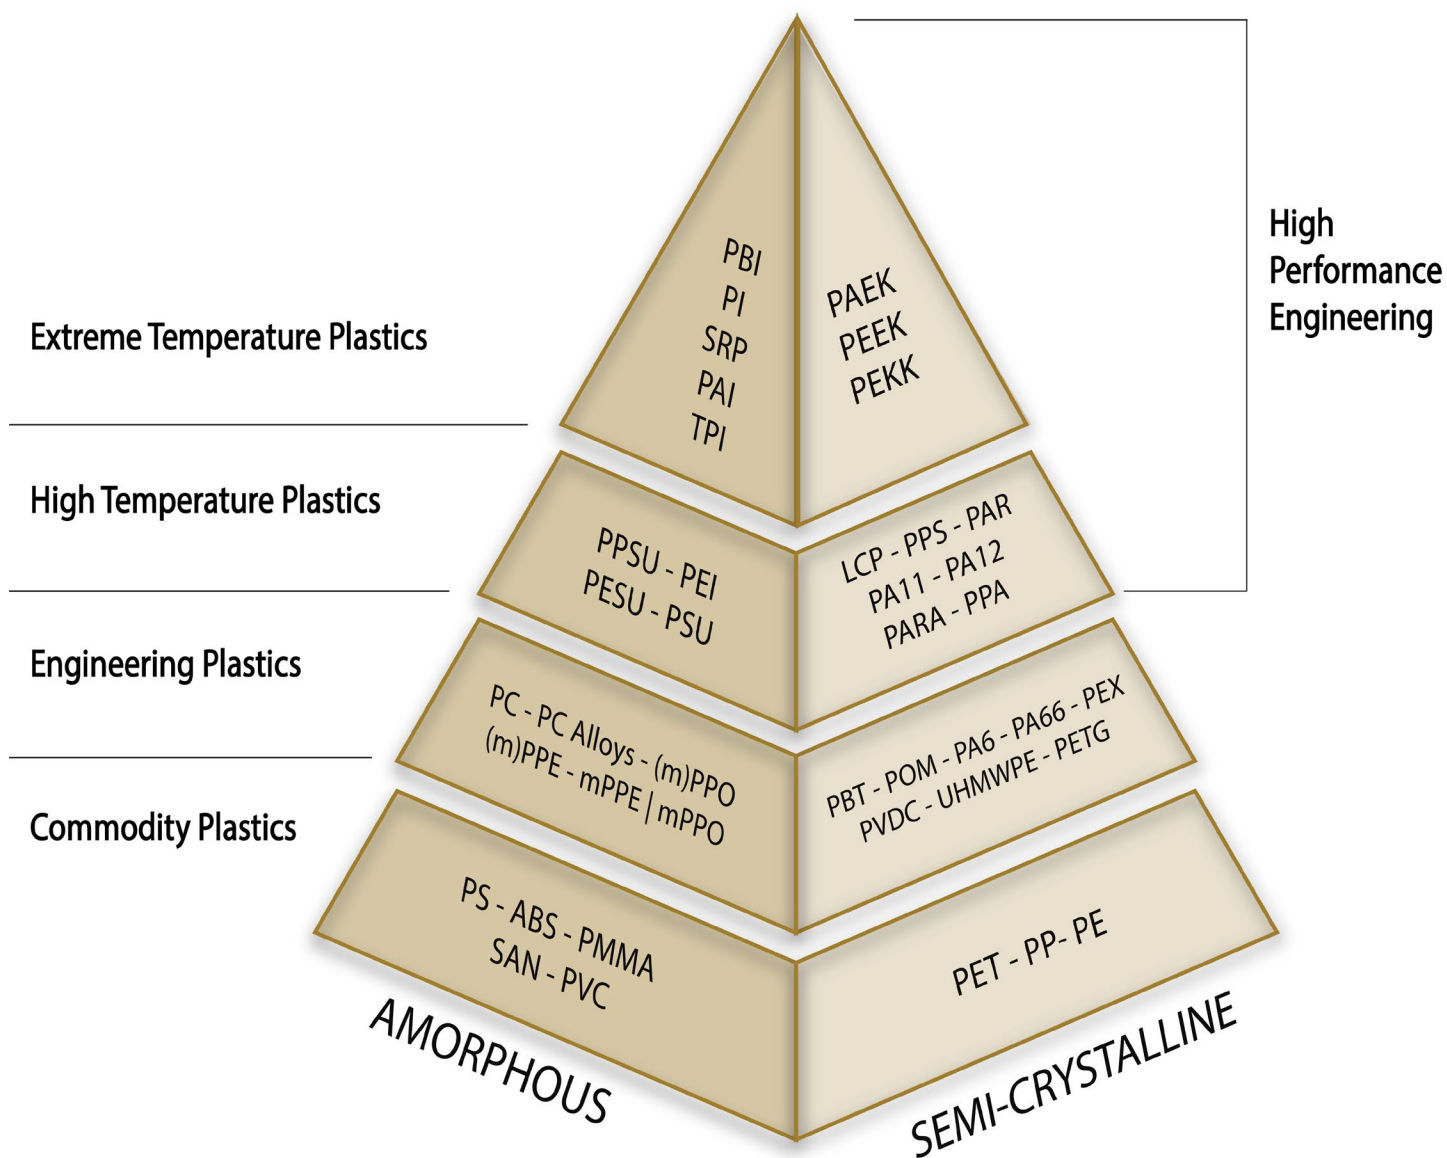 High
Performance
Engineering
Extreme Temperature Plastics
PBI
PI
SRP
PAI
TPI
PAEK
PEEK
PEKK
High Temperature Plastics
PPSU - PEI
PESU - PSU
LCP - PPS - PAR
PA11 - PA12
PARA - PPA
Engineering Plastics
PC - PC Alloys - (m)PPO
(m)PPE - mPPE | mPPO
PBT - POM - PA6 - PA66 - PEX
PVDC - UHMWPE - PETG
Commodity Plastics
PS - ABS - PMMA
SAN - PVC
PET - PP- PE
AMORPHOUS
SEMI-CRYSTALLINE